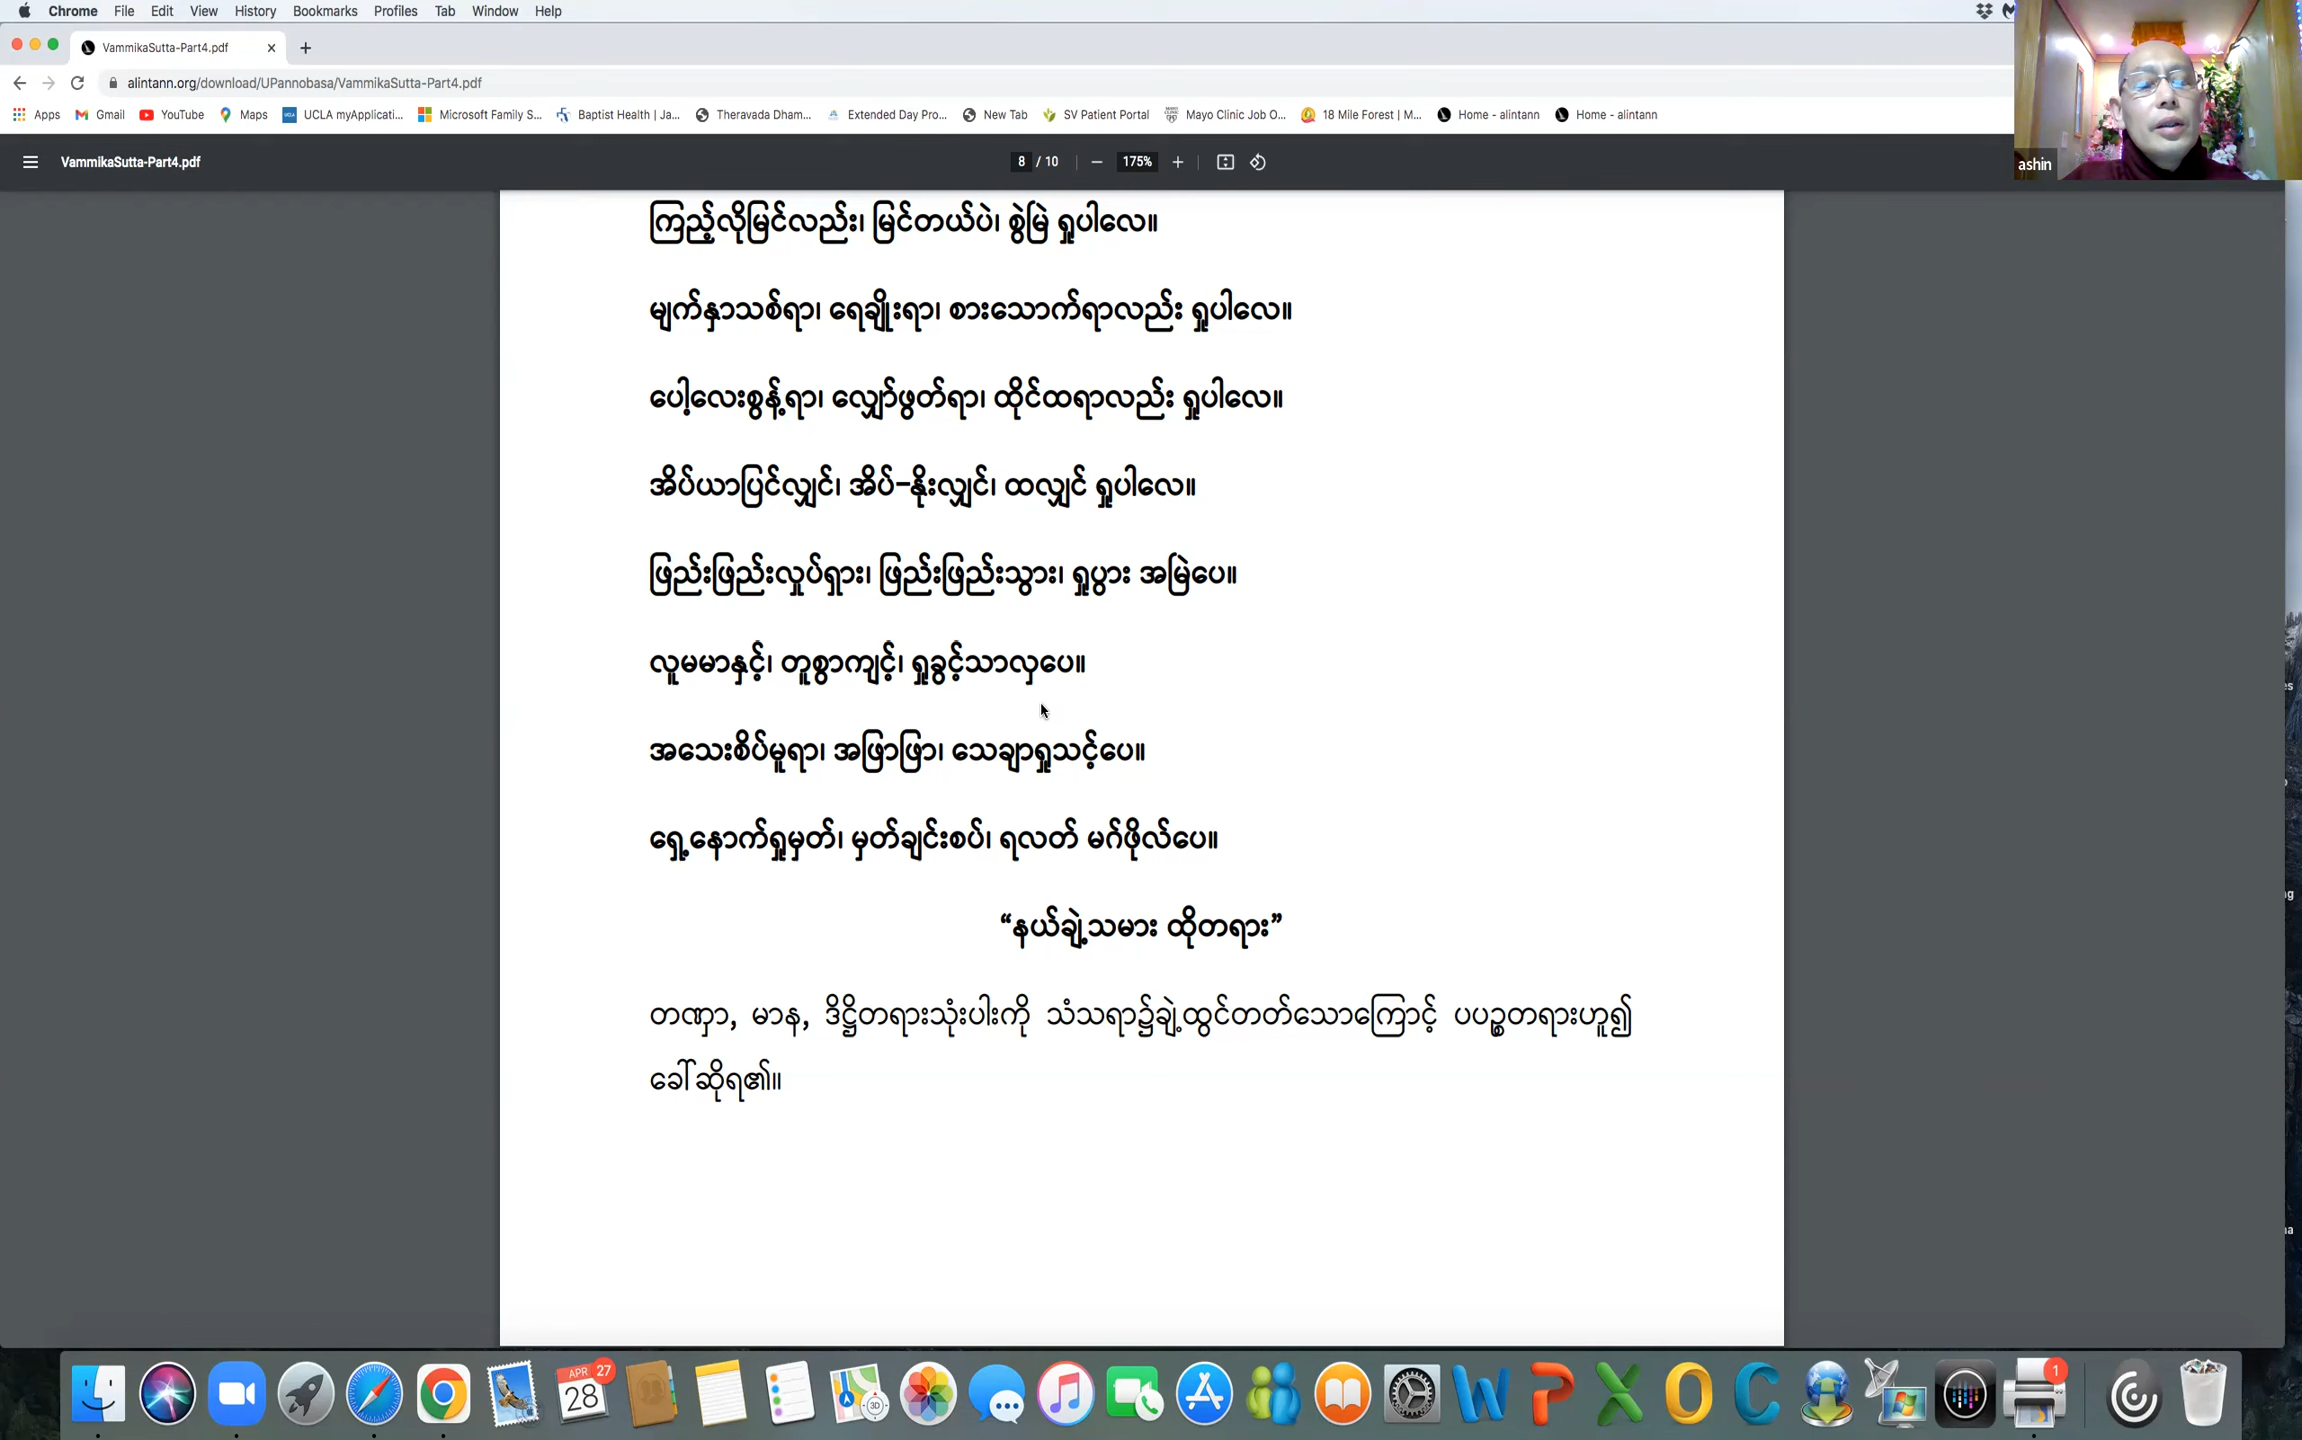 Chrome File Edit View History Bookmarks Profiles Tab Window Help
VammikaSutta-Part4.pdf
alintann.org/download/UPannobasa/VammikaSutta-Part4.pdf
Apps Gmail YouTube Maps UCLA myApplicati... Microsoft Family S... Baptist Health | Ja... Theravada Dham... Extended Day Pro... New Tab SV Patient Portal Mayo Clinic Job O... 18 Mile Forest | M... Home - alintann Home - alintann
VammikaSutta-Part4.pdf 8 / 10 175%
ashin
ကြည့်လိုမြင်လည်း၊ မြင်တယ်ပဲ၊ စွဲမြဲ ရှုပါလေ။
မျက်နှာသစ်ရာ၊ ရေချိုးရာ၊ စားသောက်ရာလည်း ရှုပါလေ။
ပေါ့လေးစွန့်ရာ၊ လျှော်ဖွတ်ရာ၊ ထိုင်ထရာလည်း ရှုပါလေ။
အိပ်ယာပြင်လျှင်၊ အိပ်-နိုးလျှင်၊ ထလျှင် ရှုပါလေ။
ဖြည်းဖြည်းလှုပ်ရှား၊ ဖြည်းဖြည်းသွား၊ ရှုပွား အမြဲပေ။
လူမမာနှင့်၊ တူစွာကျင့်၊ ရှုခွင့်သာလှပေ။
အသေးစိပ်မူရာ၊ အဖြာဖြာ၊ သေချာရှုသင့်ပေ။
ရှေ့နောက်ရှုမှတ်၊ မှတ်ချင်းစပ်၊ ရလတ် မဂ်ဖိုလ်ပေ။
“နယ်ချဲ့သမား ထိုတရား”
တဏှာ, မာန, ဒိဋ္ဌိတရားသုံးပါးကို သံသရာ၌ချဲ့ထွင်တတ်သောကြောင့် ပပဉ္စတရားဟူ၍
ခေါ်ဆိုရ၏။
APR 27
28
3D
1